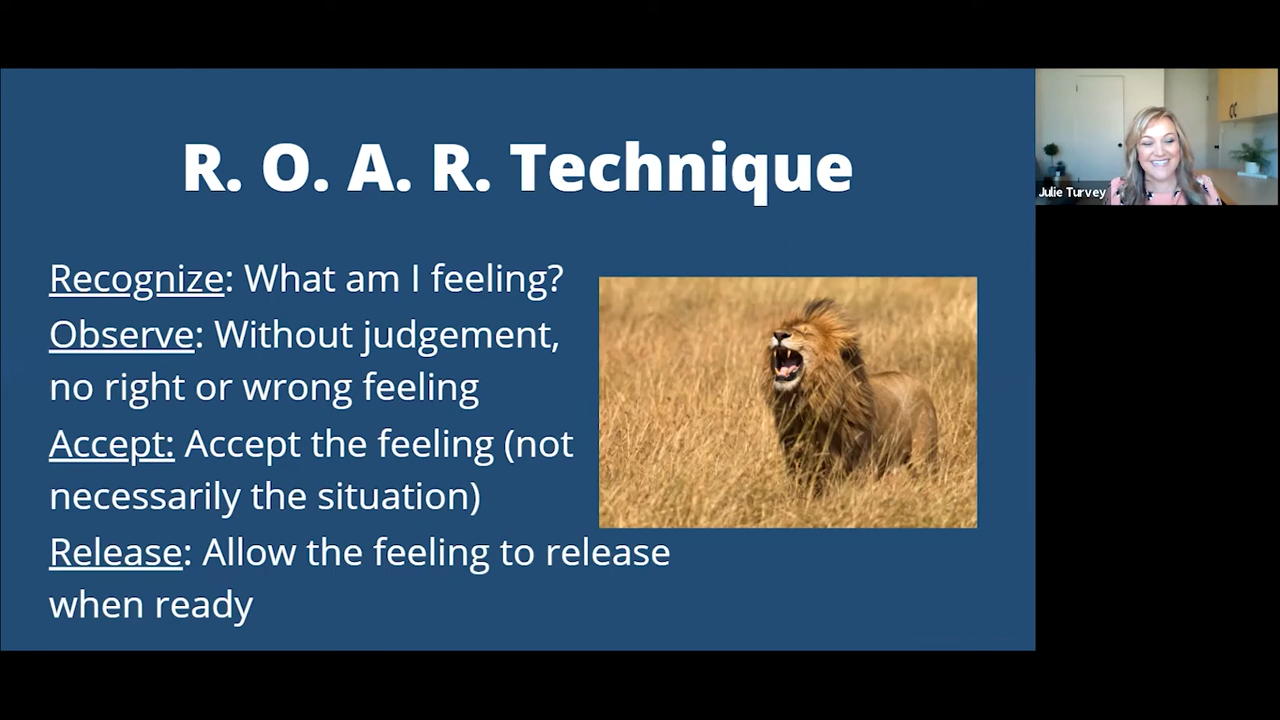 R. O. A. R. Technique
Recognize: What am I feeling?
Observe: Without judgement,
no right or wrong feeling
Accept: Accept the feeling (not
necessarily the situation)
Release: Allow the feeling to release
when ready
Julie Turvey